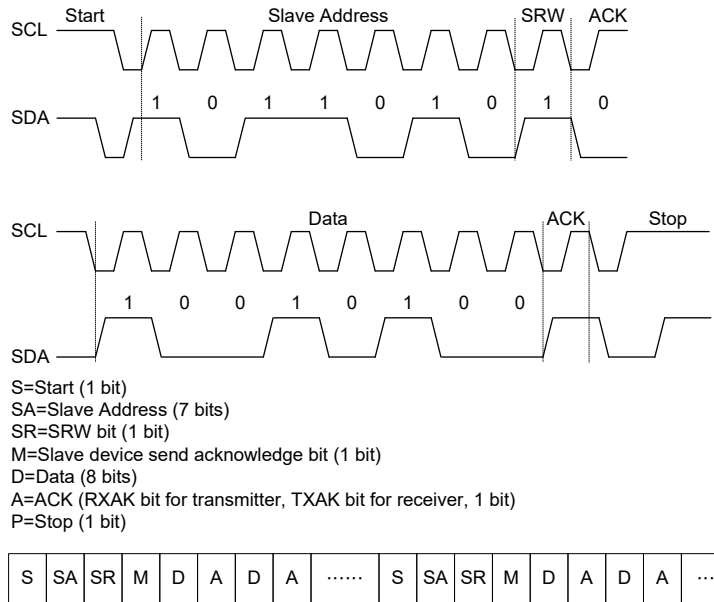 Start Slave Address SRW ACK
SCL
1 0 1 1 0 1 0 1 0
SDA
Data ACK Stop
SCL
1 0 0 1 0 1 0 0
SDA
S=Start (1 bit)
SA=Slave Address (7 bits)
SR=SRW bit (1 bit)
M=Slave device send acknowledge bit (1 bit)
D=Data (8 bits)
A=ACK (RXAK bit for transmitter, TXAK bit for receiver, 1 bit)
P=Stop (1 bit)
S SA SR M D A D A ······ S SA SR M D A D A ···